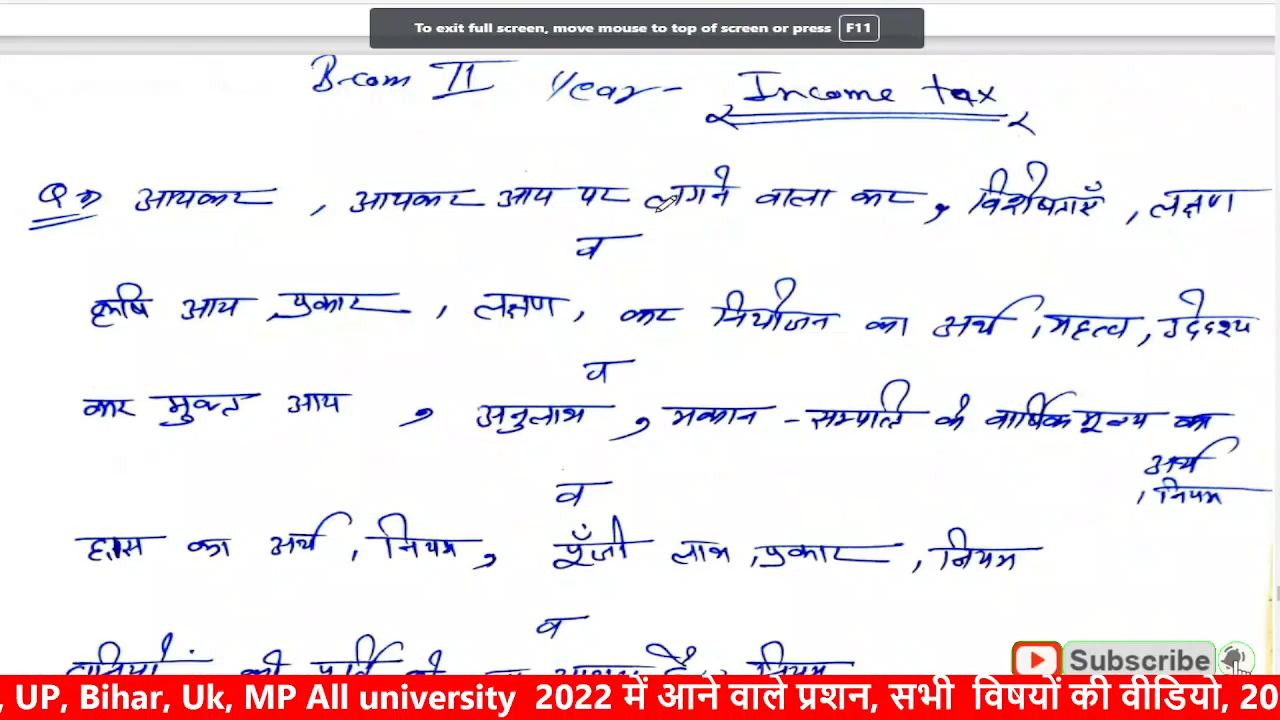 To exit full screen, move mouse to top of screen or press F11
B.com II Year - Income tax
Q⇒ आयकर, आयकर आय पर लगने वाला कर, विशेषताएँ, लक्षण
व
कृषि आय प्रकार, लक्षण, कर नियोजन का अर्थ, महत्व, उद्देश्य
व
कर मुक्त आय, अनुलाभ, मकान - सम्पत्ति के वार्षिक मूल्य का
अर्थ
, नियम
व
ह्रास का अर्थ, नियम, पूँजी लाभ, प्रकार, नियम
व
हानियों की पूर्ति से नियम
Subscribe
, UP, Bihar, Uk, MP All university 2022 में आने वाले प्रशन, सभी विषयों की वीडियो, 20